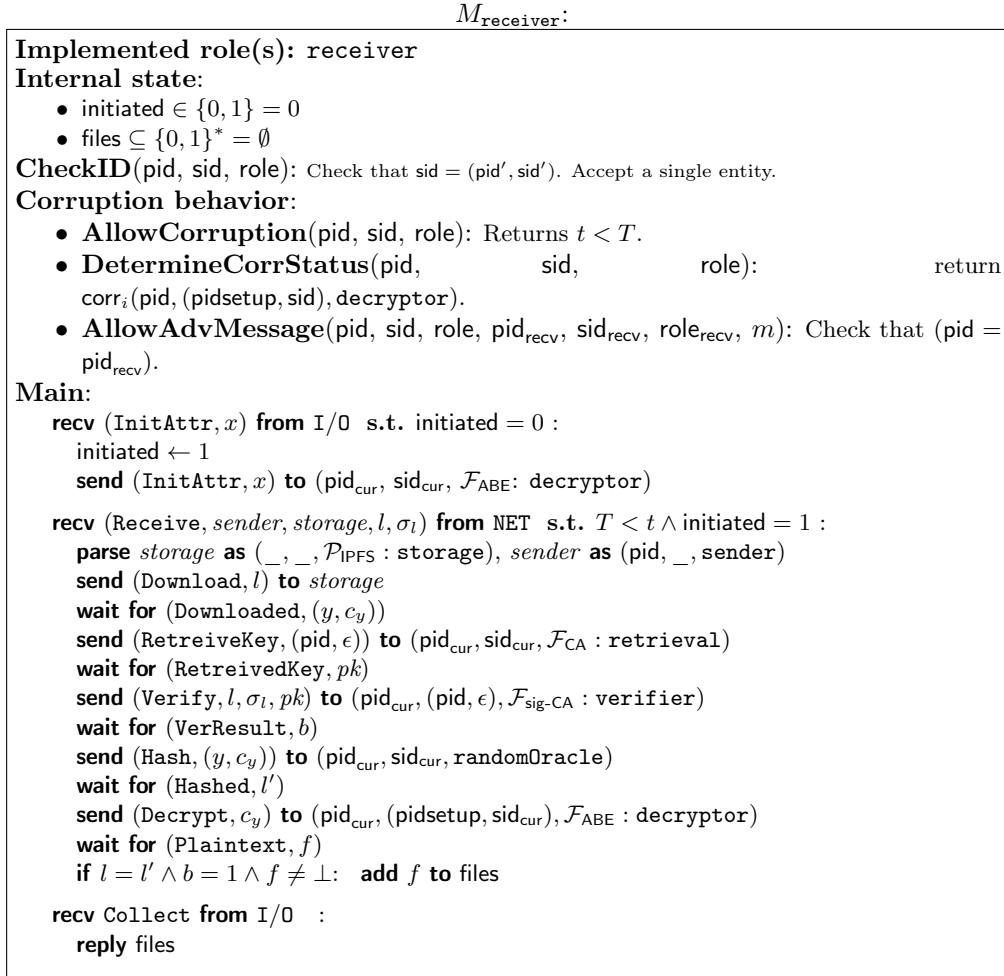 M_receiver:
Implemented role(s): receiver
Internal state:
• initiated ∈ {0, 1} = 0
• files ⊆ {0, 1}* = ∅
CheckID(pid, sid, role): Check that sid = (pid′, sid′). Accept a single entity.
Corruption behavior:
• AllowCorruption(pid, sid, role): Returns t < T.
• DetermineCorrStatus(pid, sid, role): return
corr_i(pid, (pidsetup, sid), decryptor).
• AllowAdvMessage(pid, sid, role, pid_recv, sid_recv, role_recv, m): Check that (pid =
pid_recv).
Main:
recv (InitAttr, x) from I/O s.t. initiated = 0 :
initiated ← 1
send (InitAttr, x) to (pid_cur, sid_cur, F_ABE: decryptor)
recv (Receive, sender, storage, l, σ_l) from NET s.t. T < t ∧ initiated = 1 :
parse storage as (_, _, P_IPFS : storage), sender as (pid, _, sender)
send (Download, l) to storage
wait for (Downloaded, (y, c_y))
send (RetreiveKey, (pid, ϵ)) to (pid_cur, sid_cur, F_CA : retrieval)
wait for (RetreivedKey, pk)
send (Verify, l, σ_l, pk) to (pid_cur, (pid, ϵ), F_sig-CA : verifier)
wait for (VerResult, b)
send (Hash, (y, c_y)) to (pid_cur, sid_cur, randomOracle)
wait for (Hashed, l′)
send (Decrypt, c_y) to (pid_cur, (pidsetup, sid_cur), F_ABE : decryptor)
wait for (Plaintext, f)
if l = l′ ∧ b = 1 ∧ f ≠ ⊥: add f to files
recv Collect from I/O :
reply files